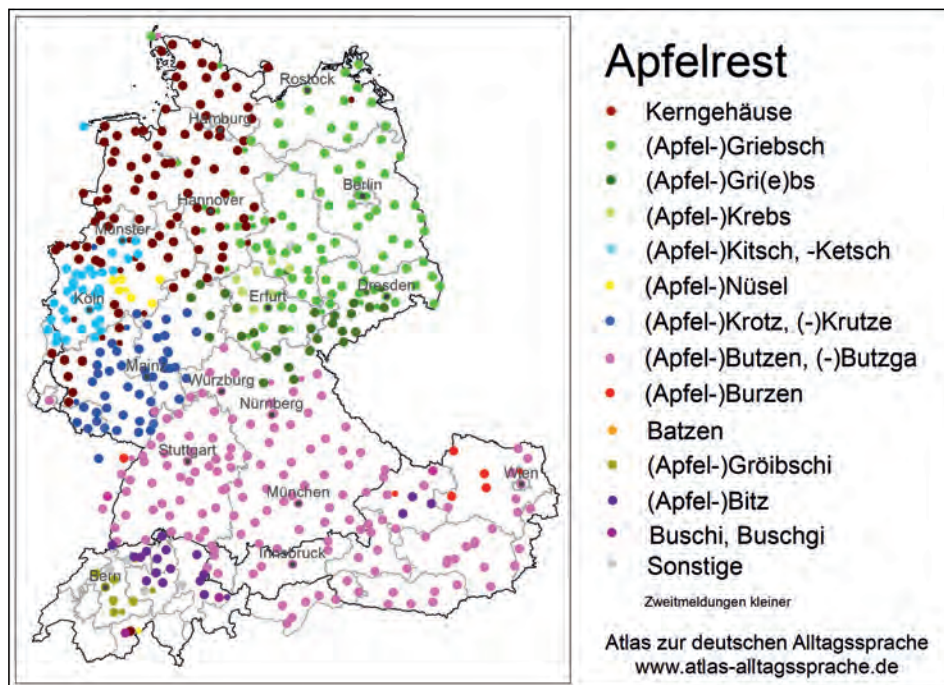 Rostock
Hamburg
Berlin
Hannover
Münster
Köln
Erfurt
Dresden
Mainz
Würzburg
Nürnberg
Stuttgart
Wien
München
Innsbruck
Bern
Apfelrest
Kerngehäuse
(Apfel-)Griebsch
(Apfel-)Gri(e)bs
(Apfel-)Krebs
(Apfel-)Kitsch, -Ketsch
(Apfel-)Nüsel
(Apfel-)Krotz, (-)Krutze
(Apfel-)Butzen, (-)Butzga
(Apfel-)Burzen
Batzen
(Apfel-)Gröibschi
(Apfel-)Bitz
Buschi, Buschgi
Sonstige
Zweitmeldungen kleiner
Atlas zur deutschen Alltagssprache
www.atlas-alltagssprache.de